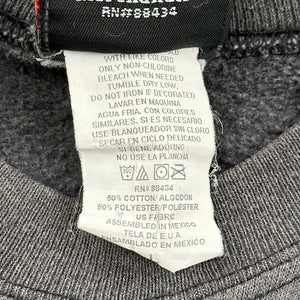 RN#88434
WITH LIKE COLORS
ONLY NON-CHLORINE
BLEACH WHEN NEEDED
TUMBLE DRY LOW,
DO NOT IRON IF DECORATED
LAVAR EN MAQUINA
AGUA FRIA, CON COLORES
SIMILARES. SI ES NECESARIO
USE BLANQUEADOR SIN CLORO
SECAR EN CICLO DELICADO
SI TIENE ADORNO
NO USE LA PLANCHA
RN# 88434
50% COTTON/ALGODON
50% POLYESTER/POLYESTER
US FABRIC
ASSEMBLED IN MEXICO
TELA DE E.U.A.
ENSAMBLADO EN MEXICO
L